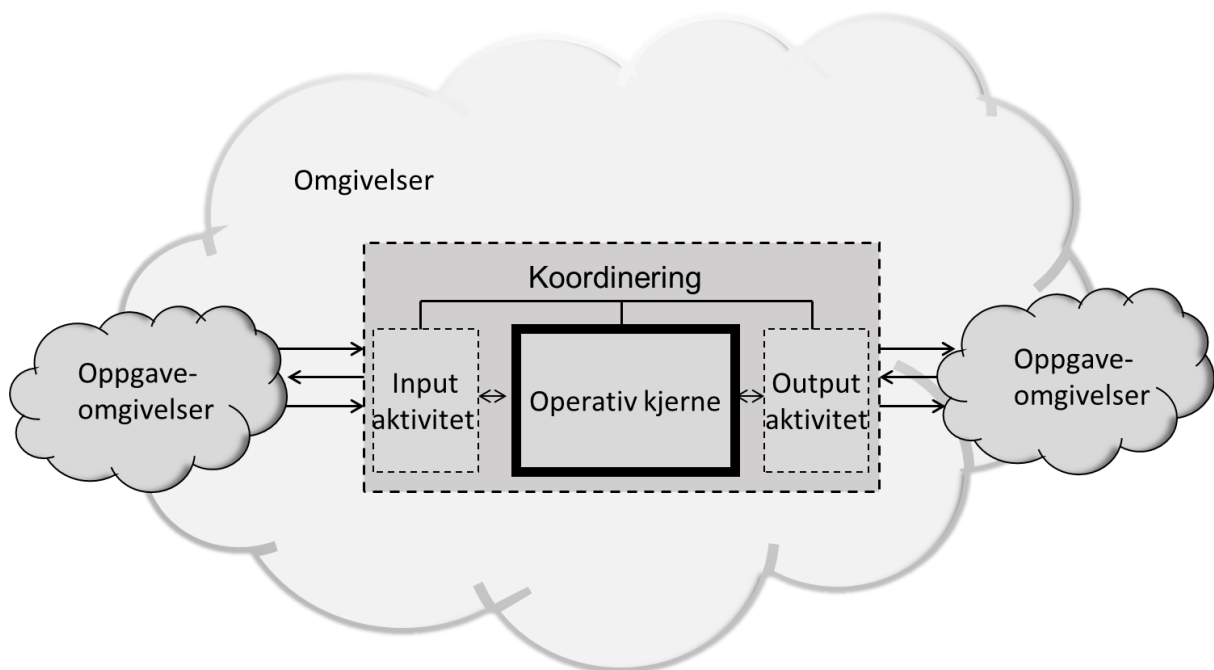 Omgivelser
Koordinering
Oppgave-
omgivelser
Input
aktivitet
Operativ kjerne
Output
aktivitet
Oppgave-
omgivelser